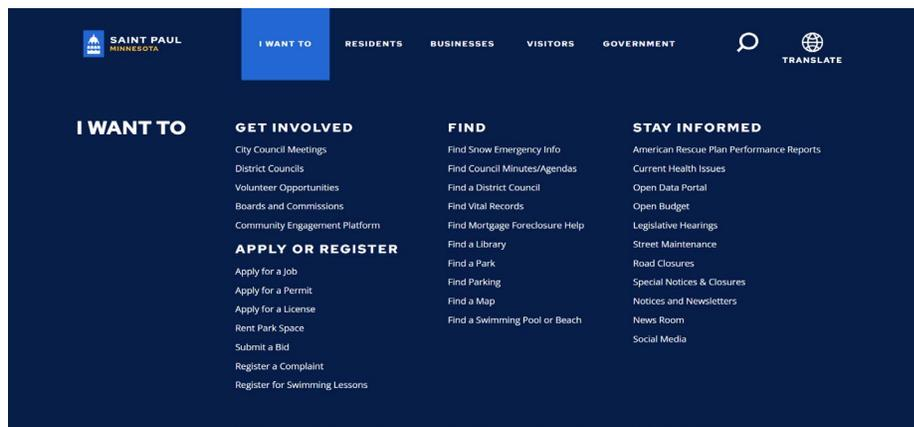 SAINT PAUL
MINNESOTA
I WANT TO
RESIDENTS
BUSINESSES
VISITORS
GOVERNMENT
TRANSLATE
I WANT TO
GET INVOLVED
City Council Meetings
District Councils
Volunteer Opportunities
Boards and Commissions
Community Engagement Platform
APPLY OR REGISTER
Apply for a Job
Apply for a Permit
Apply for a License
Rent Park Space
Submit a Bid
Register a Complaint
Register for Swimming Lessons
FIND
Find Snow Emergency Info
Find Council Minutes/Agendas
Find a District Council
Find Vital Records
Find Mortgage Foreclosure Help
Find a Library
Find a Park
Find Parking
Find a Map
Find a Swimming Pool or Beach
STAY INFORMED
American Rescue Plan Performance Reports
Current Health Issues
Open Data Portal
Open Budget
Legislative Hearings
Street Maintenance
Road Closures
Special Notices & Closures
Notices and Newsletters
News Room
Social Media